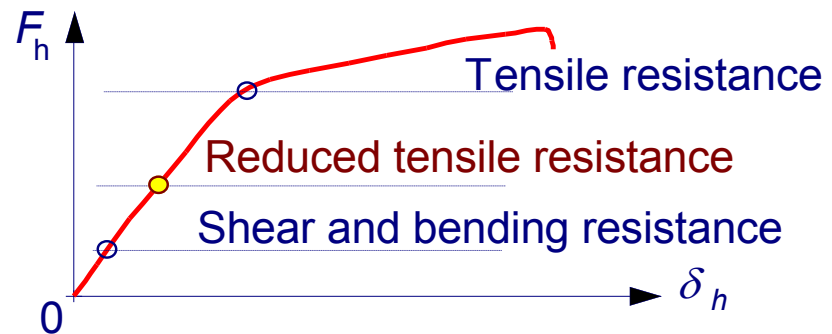 F h
Tensile resistance
Reduced tensile resistance
Shear and bending resistance
0
δ h